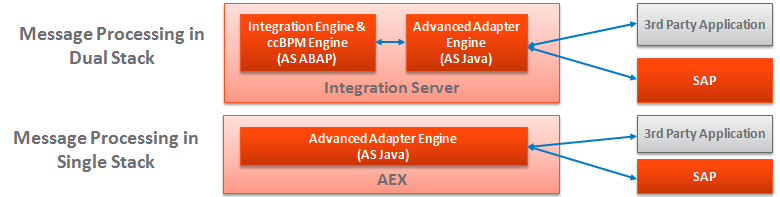 Message Processing in
Dual Stack
Integration Engine &
ccBPM Engine
(AS ABAP)
Advanced Adapter
Engine
(AS Java)
Integration Server
3rd Party Application
SAP
Message Processing in
Single Stack
Advanced Adapter Engine
(AS Java)
AEX
3rd Party Application
SAP